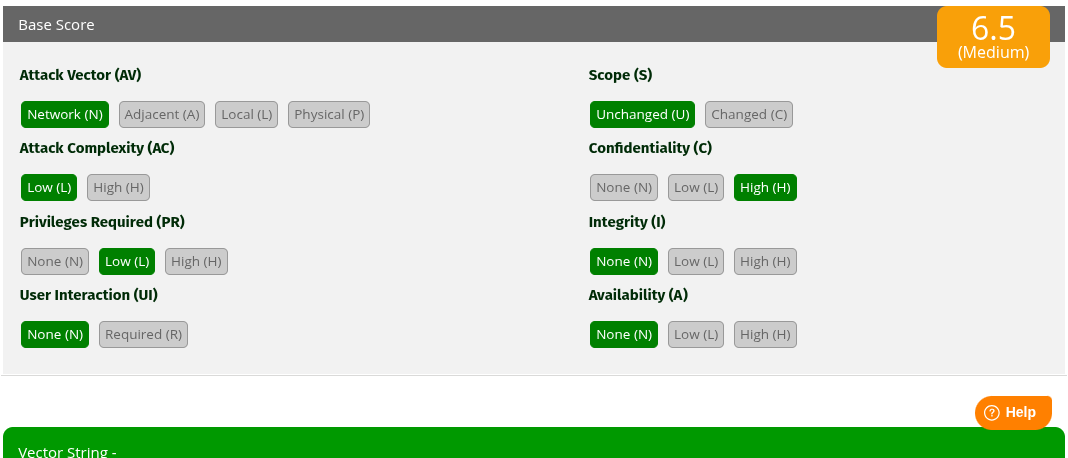 Base Score
6.5
(Medium)
Attack Vector (AV)
Network (N) Adjacent (A) Local (L) Physical (P)
Attack Complexity (AC)
Low (L) High (H)
Privileges Required (PR)
None (N) Low (L) High (H)
User Interaction (UI)
None (N) Required (R)
Scope (S)
Unchanged (U) Changed (C)
Confidentiality (C)
None (N) Low (L) High (H)
Integrity (I)
None (N) Low (L) High (H)
Availability (A)
None (N) Low (L) High (H)
Help
Vector String -